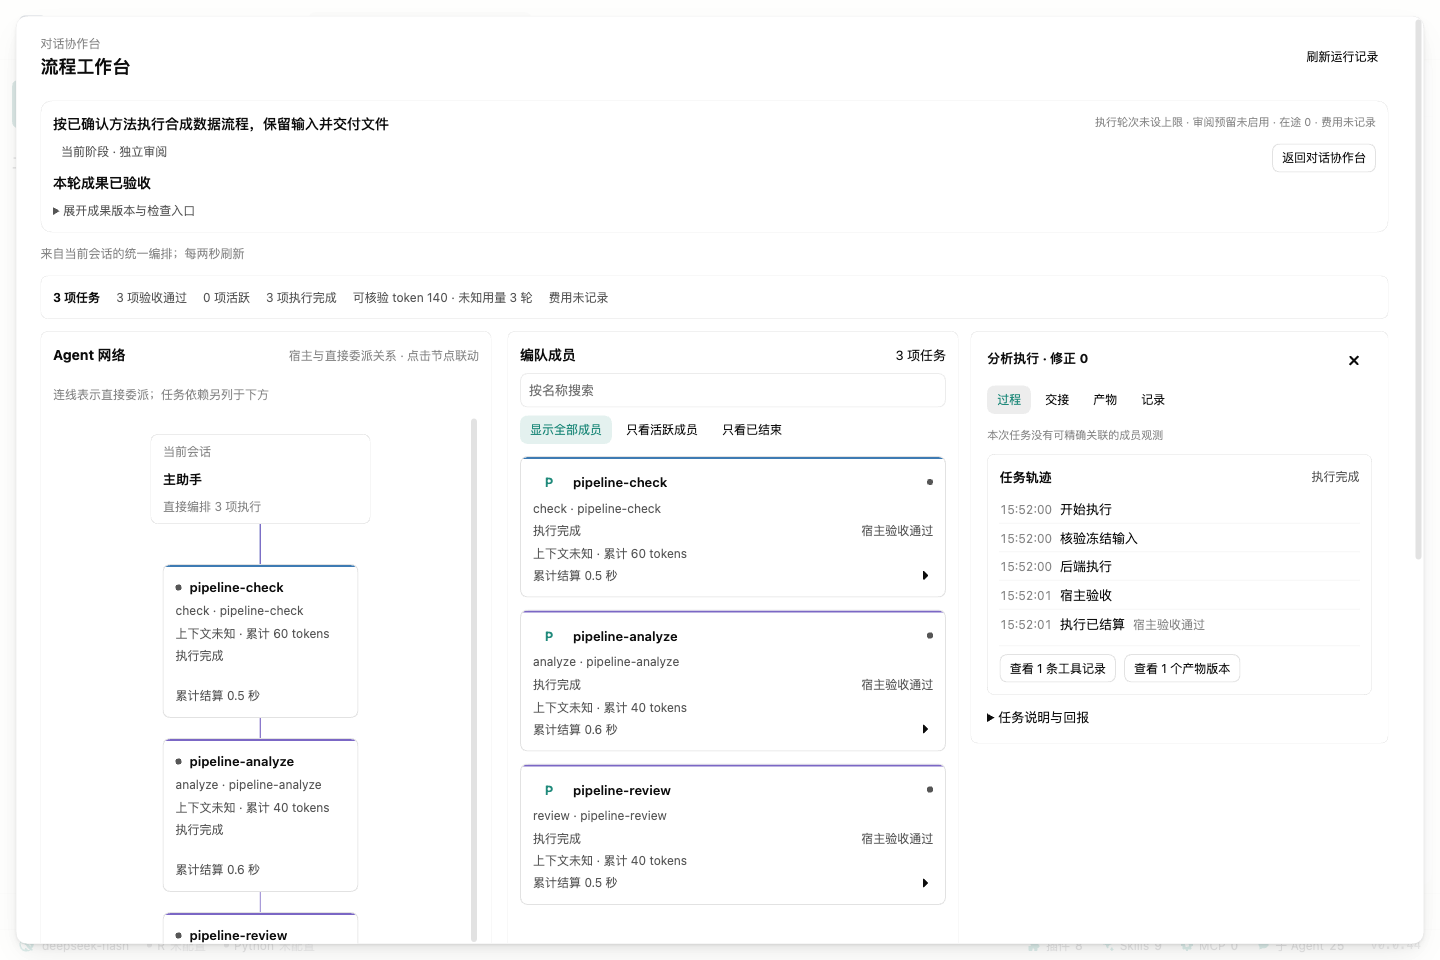 对话协作台
流程工作台
刷新运行记录
按已确认方法执行合成数据流程，保留输入并交付文件
执行轮次未设上限 · 审阅预留未启用 · 在途 0 · 费用未记录
当前阶段 · 独立审阅
返回对话协作台
本轮成果已验收
展开成果版本与检查入口
来自当前会话的统一编排；每两秒刷新
3 项任务 3 项验收通过 0 项活跃 3 项执行完成 可核验 token 140 · 未知用量 3 轮 费用未记录
Agent 网络
宿主与直接委派关系 · 点击节点联动
连线表示直接委派；任务依赖另列于下方
当前会话
主助手
直接编排 3 项执行
pipeline-check
check · pipeline-check
上下文未知 · 累计 60 tokens
执行完成
累计结算 0.5 秒
pipeline-analyze
analyze · pipeline-analyze
上下文未知 · 累计 40 tokens
执行完成
累计结算 0.6 秒
pipeline-review
编队成员
3 项任务
按名称搜索
显示全部成员 只看活跃成员 只看已结束
P pipeline-check
check · pipeline-check
执行完成 宿主验收通过
上下文未知 · 累计 60 tokens
累计结算 0.5 秒
P pipeline-analyze
analyze · pipeline-analyze
执行完成 宿主验收通过
上下文未知 · 累计 40 tokens
累计结算 0.6 秒
P pipeline-review
review · pipeline-review
执行完成 宿主验收通过
上下文未知 · 累计 40 tokens
累计结算 0.5 秒
分析执行 · 修正 0
过程 交接 产物 记录
本次任务没有可精确关联的成员观测
任务轨迹 执行完成
15:52:00 开始执行
15:52:00 核验冻结输入
15:52:00 后端执行
15:52:01 宿主验收
15:52:01 执行已结算 宿主验收通过
查看 1 条工具记录 查看 1 个产物版本
任务说明与回报